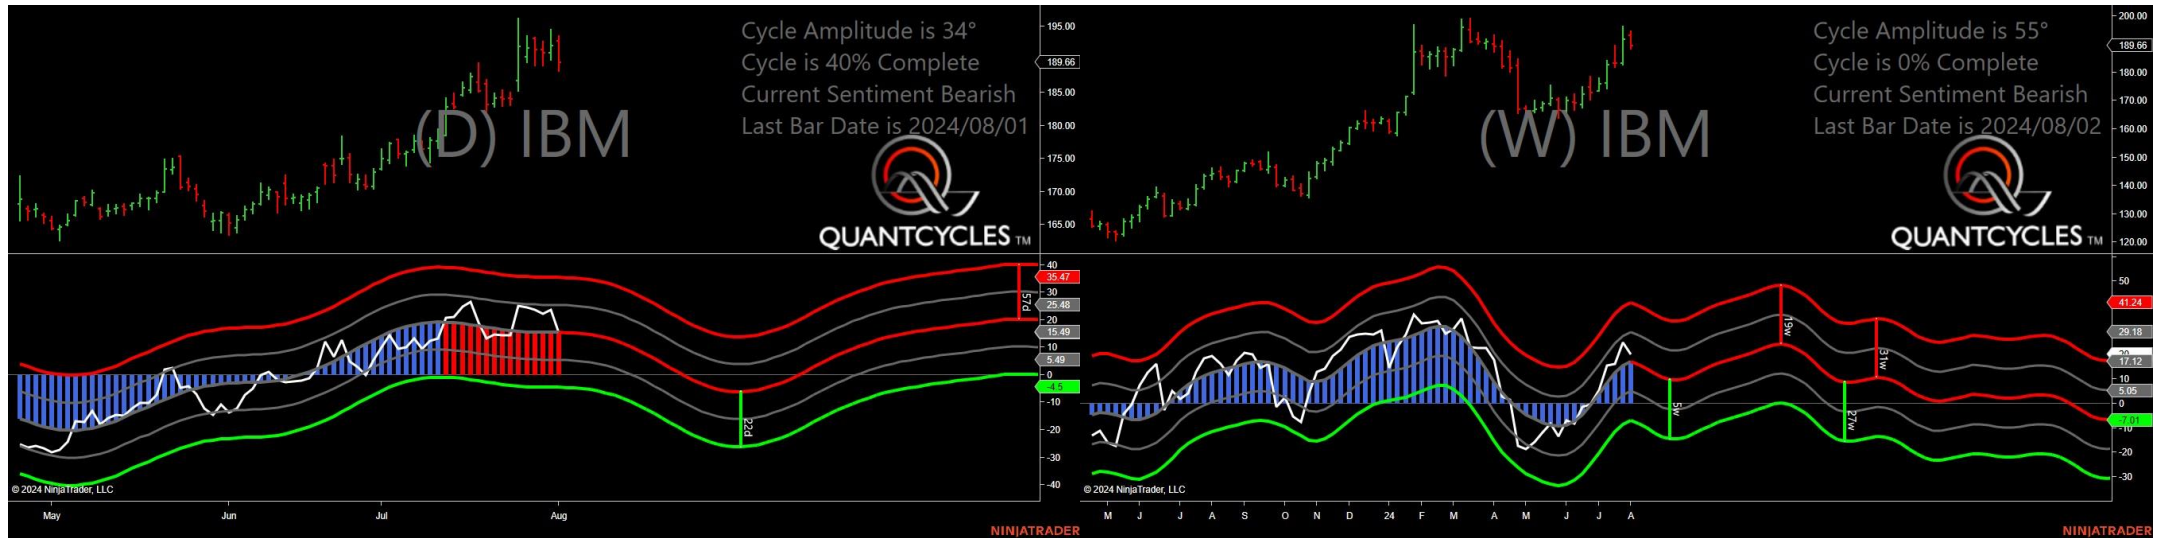 Cycle Amplitude is 34°
Cycle is 40% Complete
Current Sentiment Bearish
Last Bar Date is 2024/08/01
(D) IBM
QUANTCYCLES TM
195.00
189.66
185.00
180.00
175.00
170.00
165.00
40
35.47
30
25.48
20
15.49
10
5.49
0
-4.5
-10
-20
-30
-40
57d
22d
© 2024 NinjaTrader, LLC
May
Jun
Jul
Aug
NINJATRADER
Cycle Amplitude is 55°
Cycle is 0% Complete
Current Sentiment Bearish
Last Bar Date is 2024/08/02
(W) IBM
QUANTCYCLES TM
200.00
189.66
180.00
170.00
160.00
150.00
140.00
130.00
120.00
50
41.24
29.18
20
17.12
10
5.05
0
-7.01
-10
-20
-30
19w
31w
5w
27w
© 2024 NinjaTrader, LLC
M J J A S O N D 24 F M A M J J A
NINJATRADER